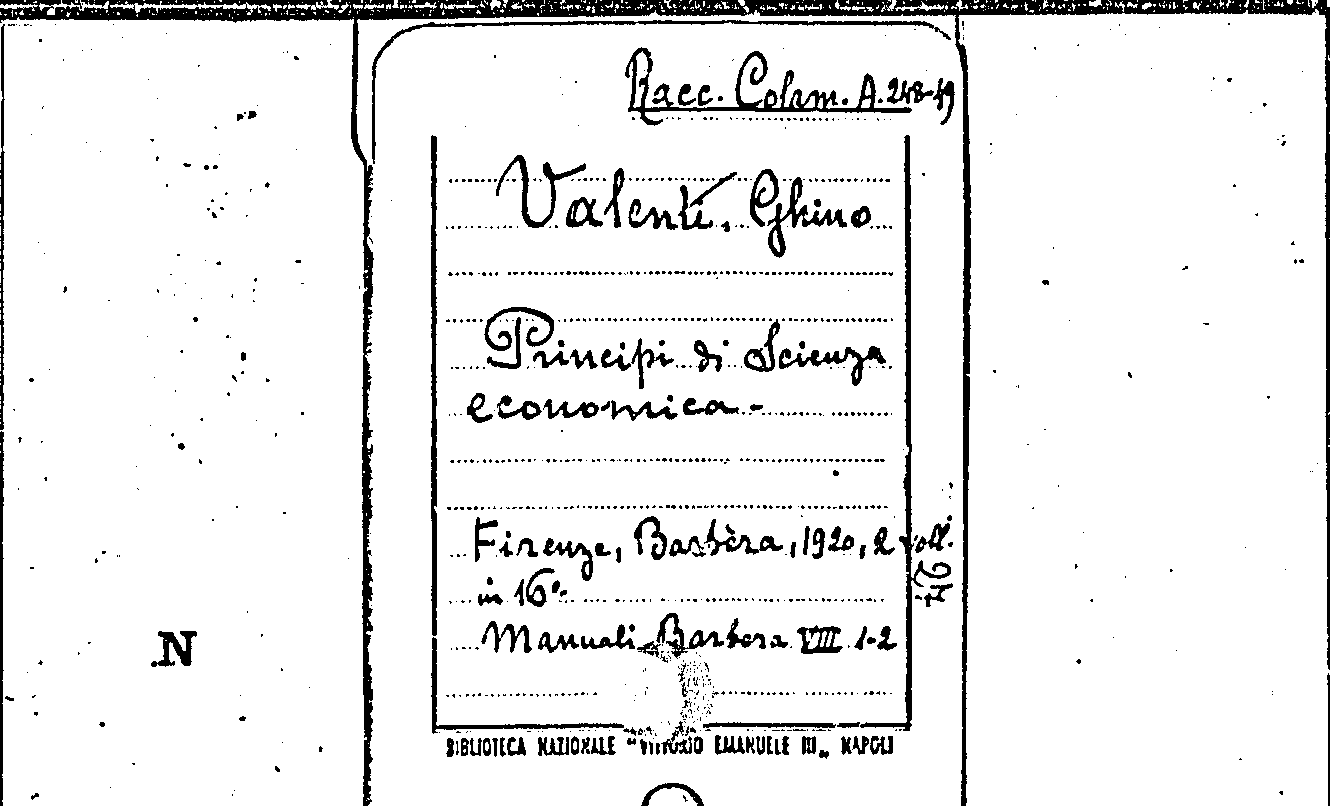 Racc. Colam. A. 248-49
Valenti, Ghino
Principi di Scienza
economica -
Firenze, Barbèra, 1920, 2 voll.
in 16°.
Manuali Barbera VIII 1-2
.N
BIBLIOTECA NAZIONALE "VITTORIO EMANUELE III„ NAPOLI